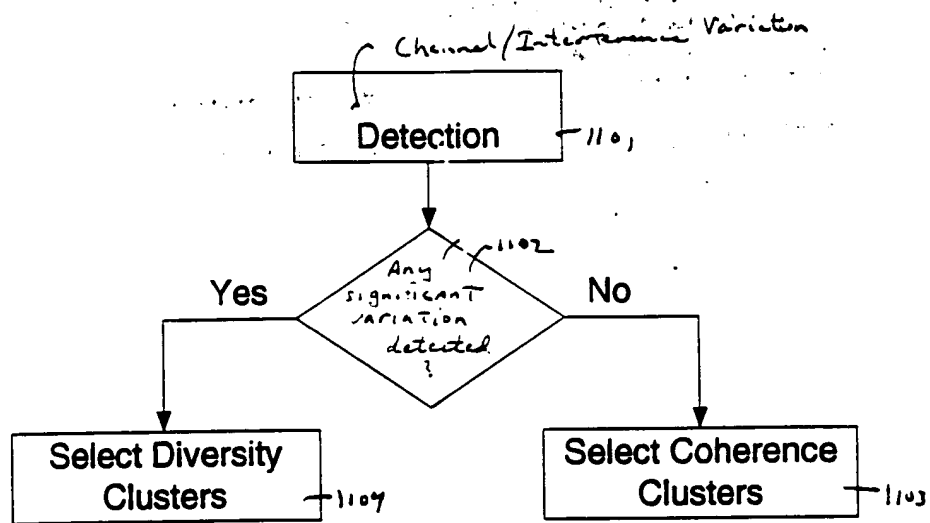 Channel/Interference Variation
Detection
1101
1102
Any
significant
variation
detected
?
Yes
No
Select Diversity
Clusters
1104
Select Coherence
Clusters
1103